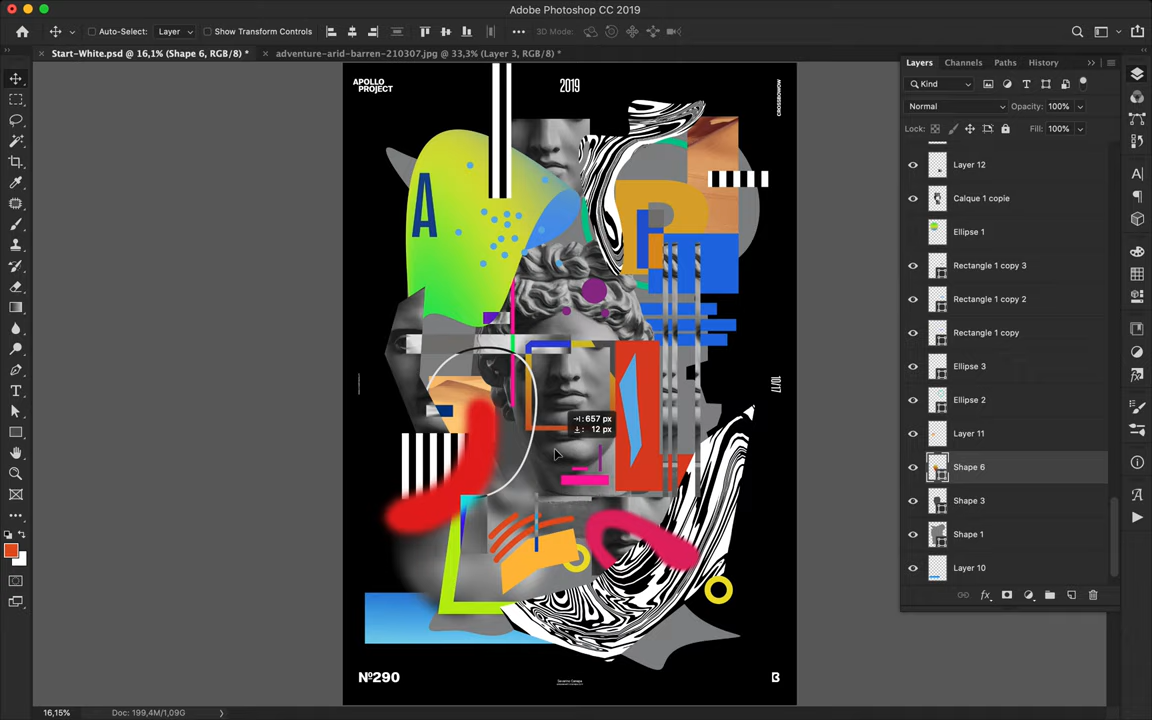 Adobe Photoshop CC 2019
Auto-Select:
Layer
Show Transform Controls
3D Mode:
Start-White.psd @ 16,1% (Shape 6, RGB/8) *
adventure-arid-barren-210307.jpg @ 33,3% (Layer 3, RGB/8) *
Layers
Channels
Paths
History
Kind
Normal
Opacity: 100%
Lock:
Fill: 100%
Layer 12
Calque 1 copie
Ellipse 1
Rectangle 1 copy 3
Rectangle 1 copy 2
Rectangle 1 copy
Ellipse 3
Ellipse 2
Layer 11
Shape 6
Shape 3
Shape 1
Layer 10
fx
APOLLO
PROJECT
2019
CROSSBOWOW
A
P
10/17
: 657 px
: 12 px
Nº290
B
16,15%
Doc: 199,4M/1,09G